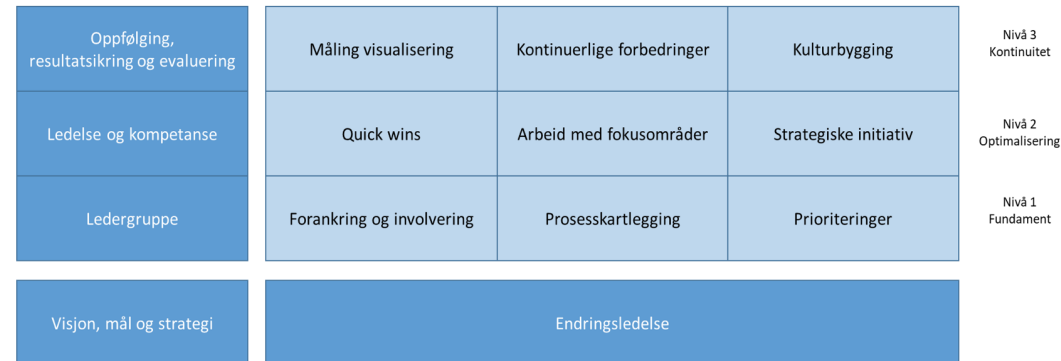 Oppfølging,
resultatsikring og evaluering
Måling visualisering
Kontinuerlige forbedringer
Kulturbygging
Nivå 3
Kontinuitet
Ledelse og kompetanse
Quick wins
Arbeid med fokusområder
Strategiske initiativ
Nivå 2
Optimalisering
Ledergruppe
Forankring og involvering
Prosesskartlegging
Prioriteringer
Nivå 1
Fundament
Visjon, mål og strategi
Endringsledelse